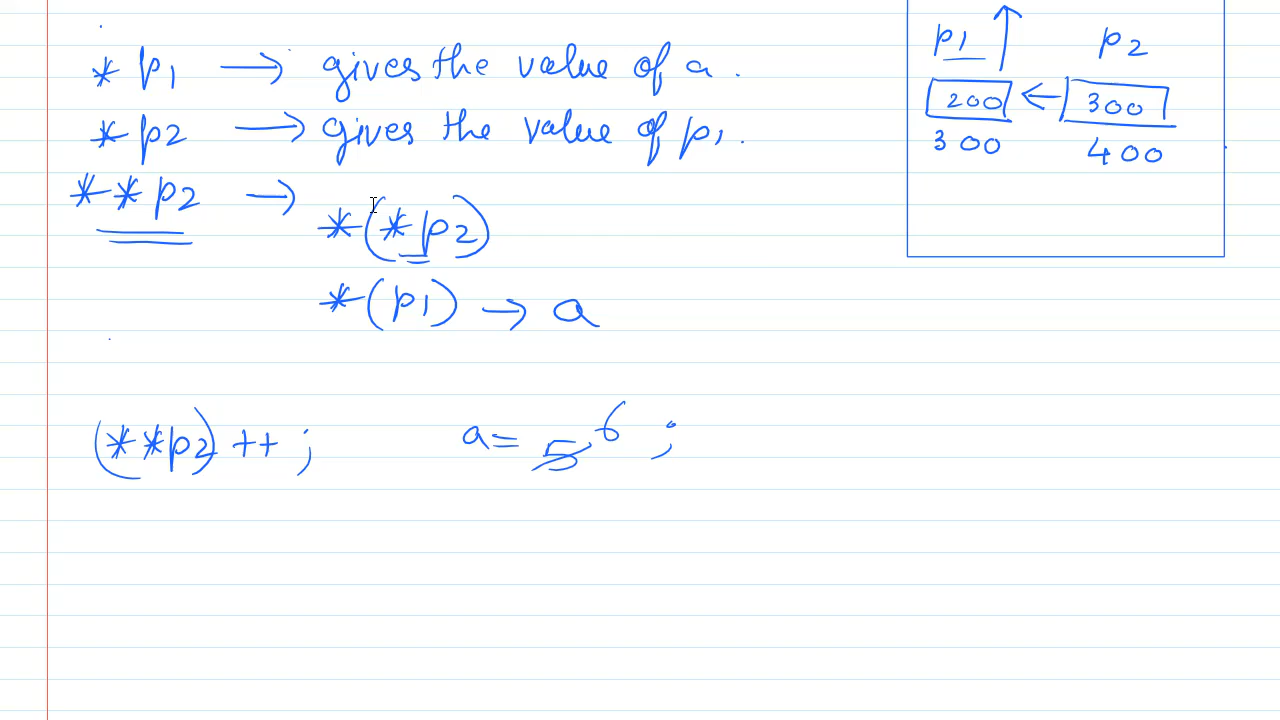 *p1 → gives the value of a.
*p2 → gives the value of p1.
**p2 → *(*p2)
*(p1) → a
(**p2)++; a= 5 6 ;
p1 p2
200 ← 300
300 400